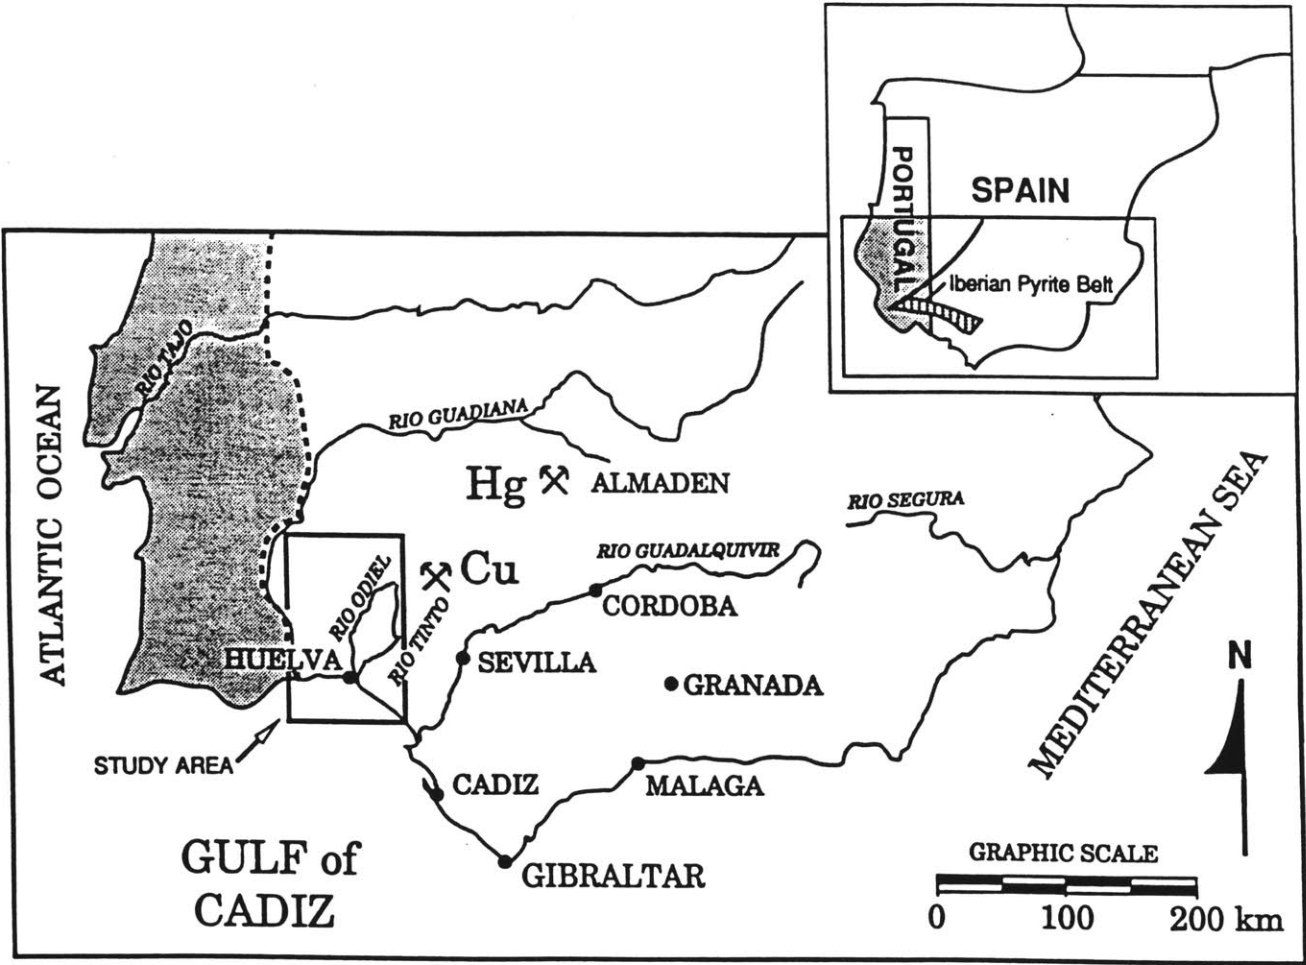 PORTUGAL
SPAIN
Iberian Pyrite Belt
RIO TAJO
ATLANTIC OCEAN
RIO GUADIANA
Hg
ALMADEN
RIO SEGURA
MEDITERRANEAN SEA
RIO ODIEL
Cu
RIO GUADALQUIVIR
CORDOBA
RIO TINTO
HUELVA
SEVILLA
GRANADA
N
STUDY AREA
CADIZ
MALAGA
GULF of
CADIZ
GIBRALTAR
GRAPHIC SCALE
0 100 200 km